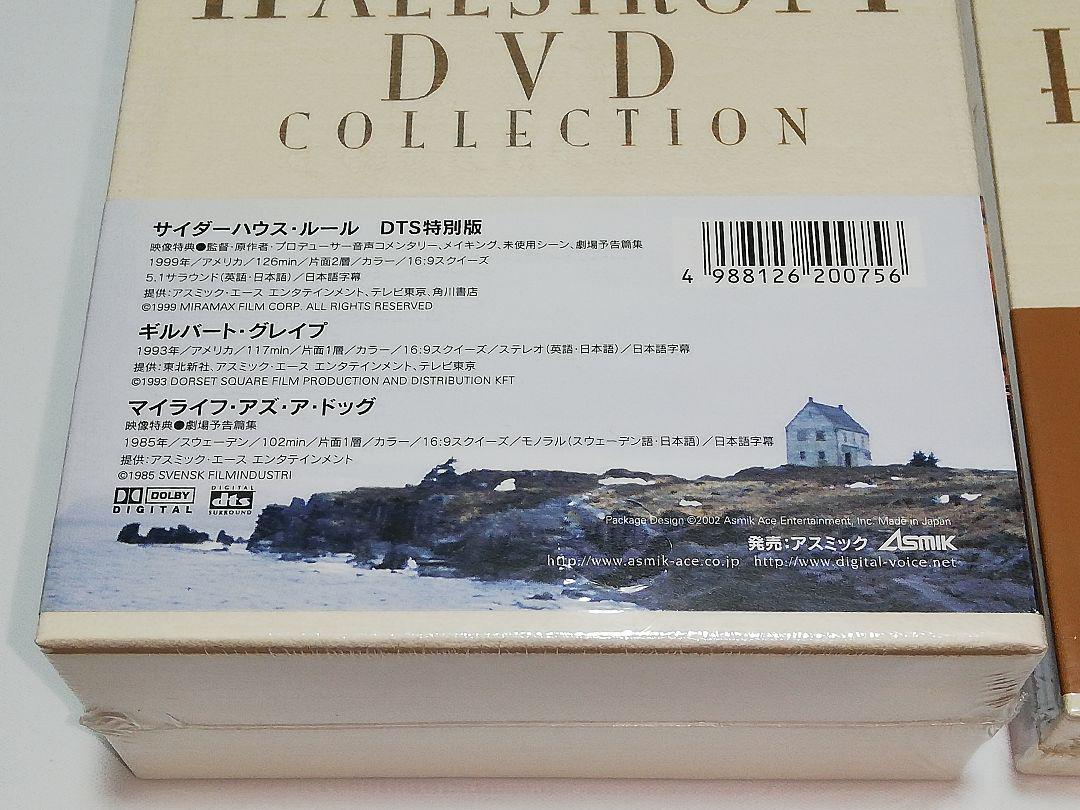 HALLSTRÖM
DVD
COLLECTION
サイダーハウス・ルール DTS特別版
映像特典●監督・原作者・プロデューサー音声コメンタリー、メイキング、未使用シーン、劇場予告篇集
1999年／アメリカ／126min／片面2層／カラー／16:9スクイーズ
5.1サラウンド(英語・日本語)／日本語字幕
提供:アスミック・エース エンタテインメント、テレビ東京、角川書店
©1999 MIRAMAX FILM CORP. ALL RIGHTS RESERVED
4 988126 200756
ギルバート・グレイプ
1993年／アメリカ／117min／片面1層／カラー／16:9スクイーズ／ステレオ(英語・日本語)／日本語字幕
提供:東北新社、アスミック・エース エンタテインメント、テレビ東京
©1993 DORSET SQUARE FILM PRODUCTION AND DISTRIBUTION KFT
マイライフ・アズ・ア・ドッグ
映像特典●劇場予告篇集
1985年／スウェーデン／102min／片面1層／カラー／16:9スクイーズ／モノラル(スウェーデン語・日本語)／日本語字幕
提供:アスミック・エース エンタテインメント
©1985 SVENSK FILMINDUSTRI
DOLBY
DIGITAL
DIGITAL
dts
SURROUND
Package Design ©2002 Asmik Ace Entertainment, Inc. Made in Japan
発売:アスミック ASMIK
http://www.asmik-ace.co.jp http://www.digital-voice.net